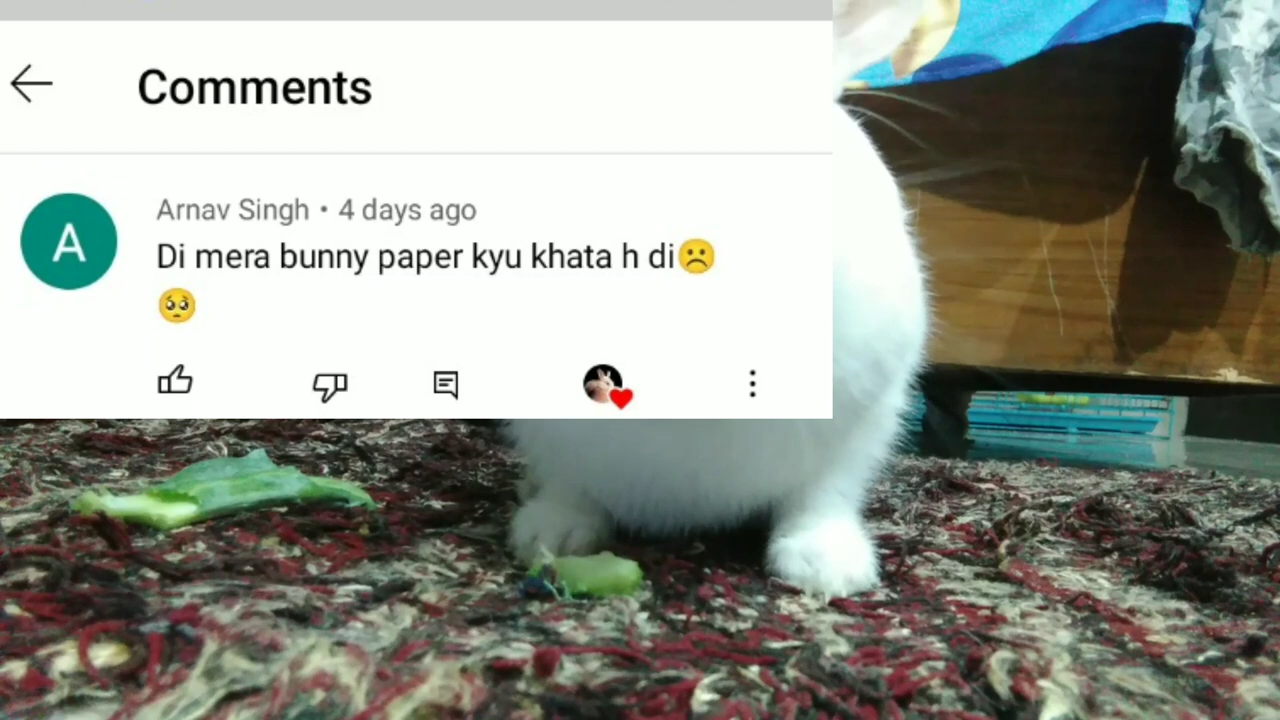 Comments
A
Arnav Singh • 4 days ago
Di mera bunny paper kyu khata h di☹️
🥺